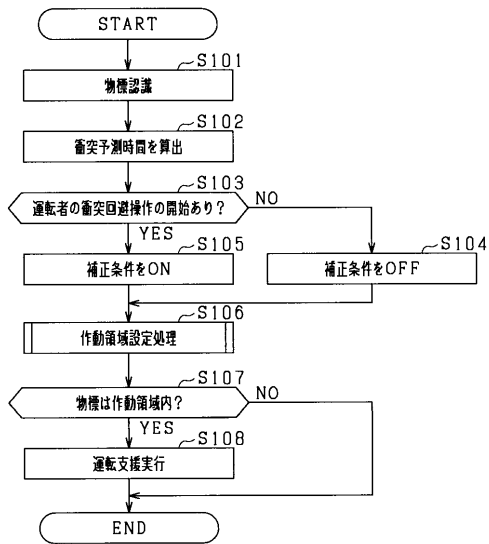 START
S101
物標認識
S102
衝突予測時間を算出
S103
運転者の衝突回避操作の開始あり？
NO
YES
S105
補正条件をON
S104
補正条件をOFF
S106
作動領域設定処理
S107
物標は作動領域内？
NO
YES
S108
運転支援実行
END